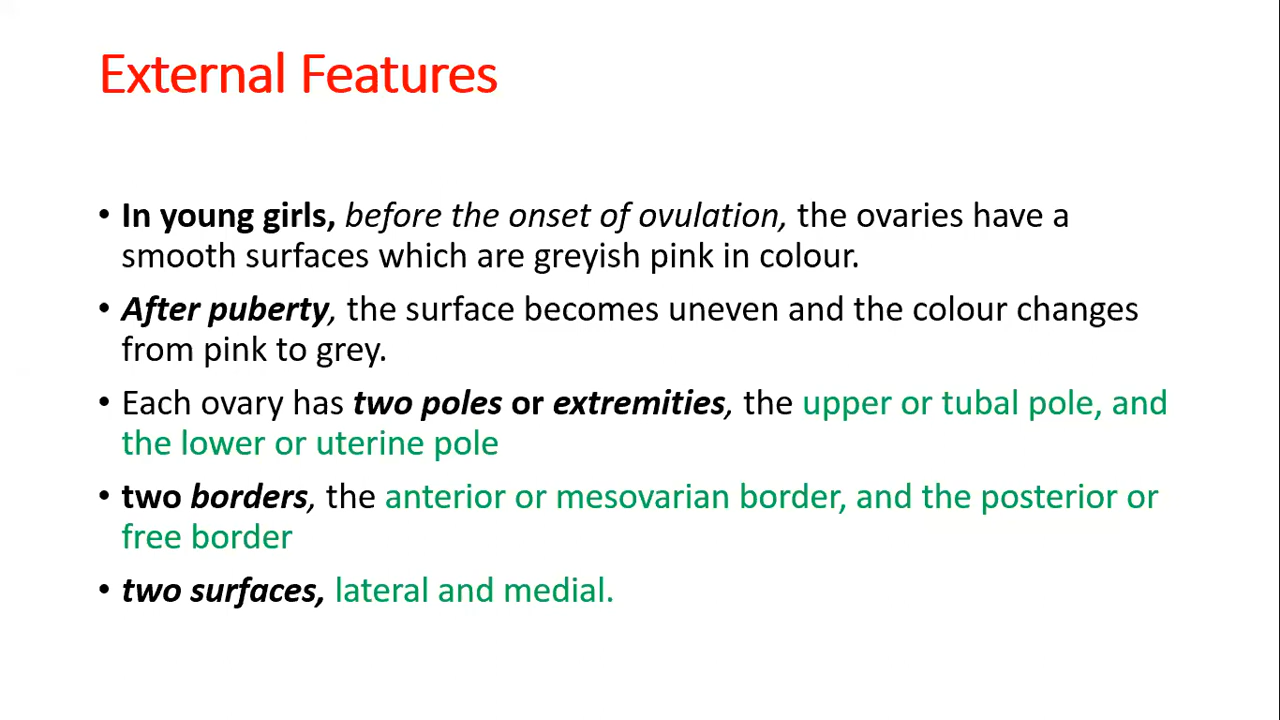 External Features
• In young girls, before the onset of ovulation, the ovaries have a
smooth surfaces which are greyish pink in colour.
• After puberty, the surface becomes uneven and the colour changes
from pink to grey.
• Each ovary has two poles or extremities, the upper or tubal pole, and
the lower or uterine pole
• two borders, the anterior or mesovarian border, and the posterior or
free border
• two surfaces, lateral and medial.